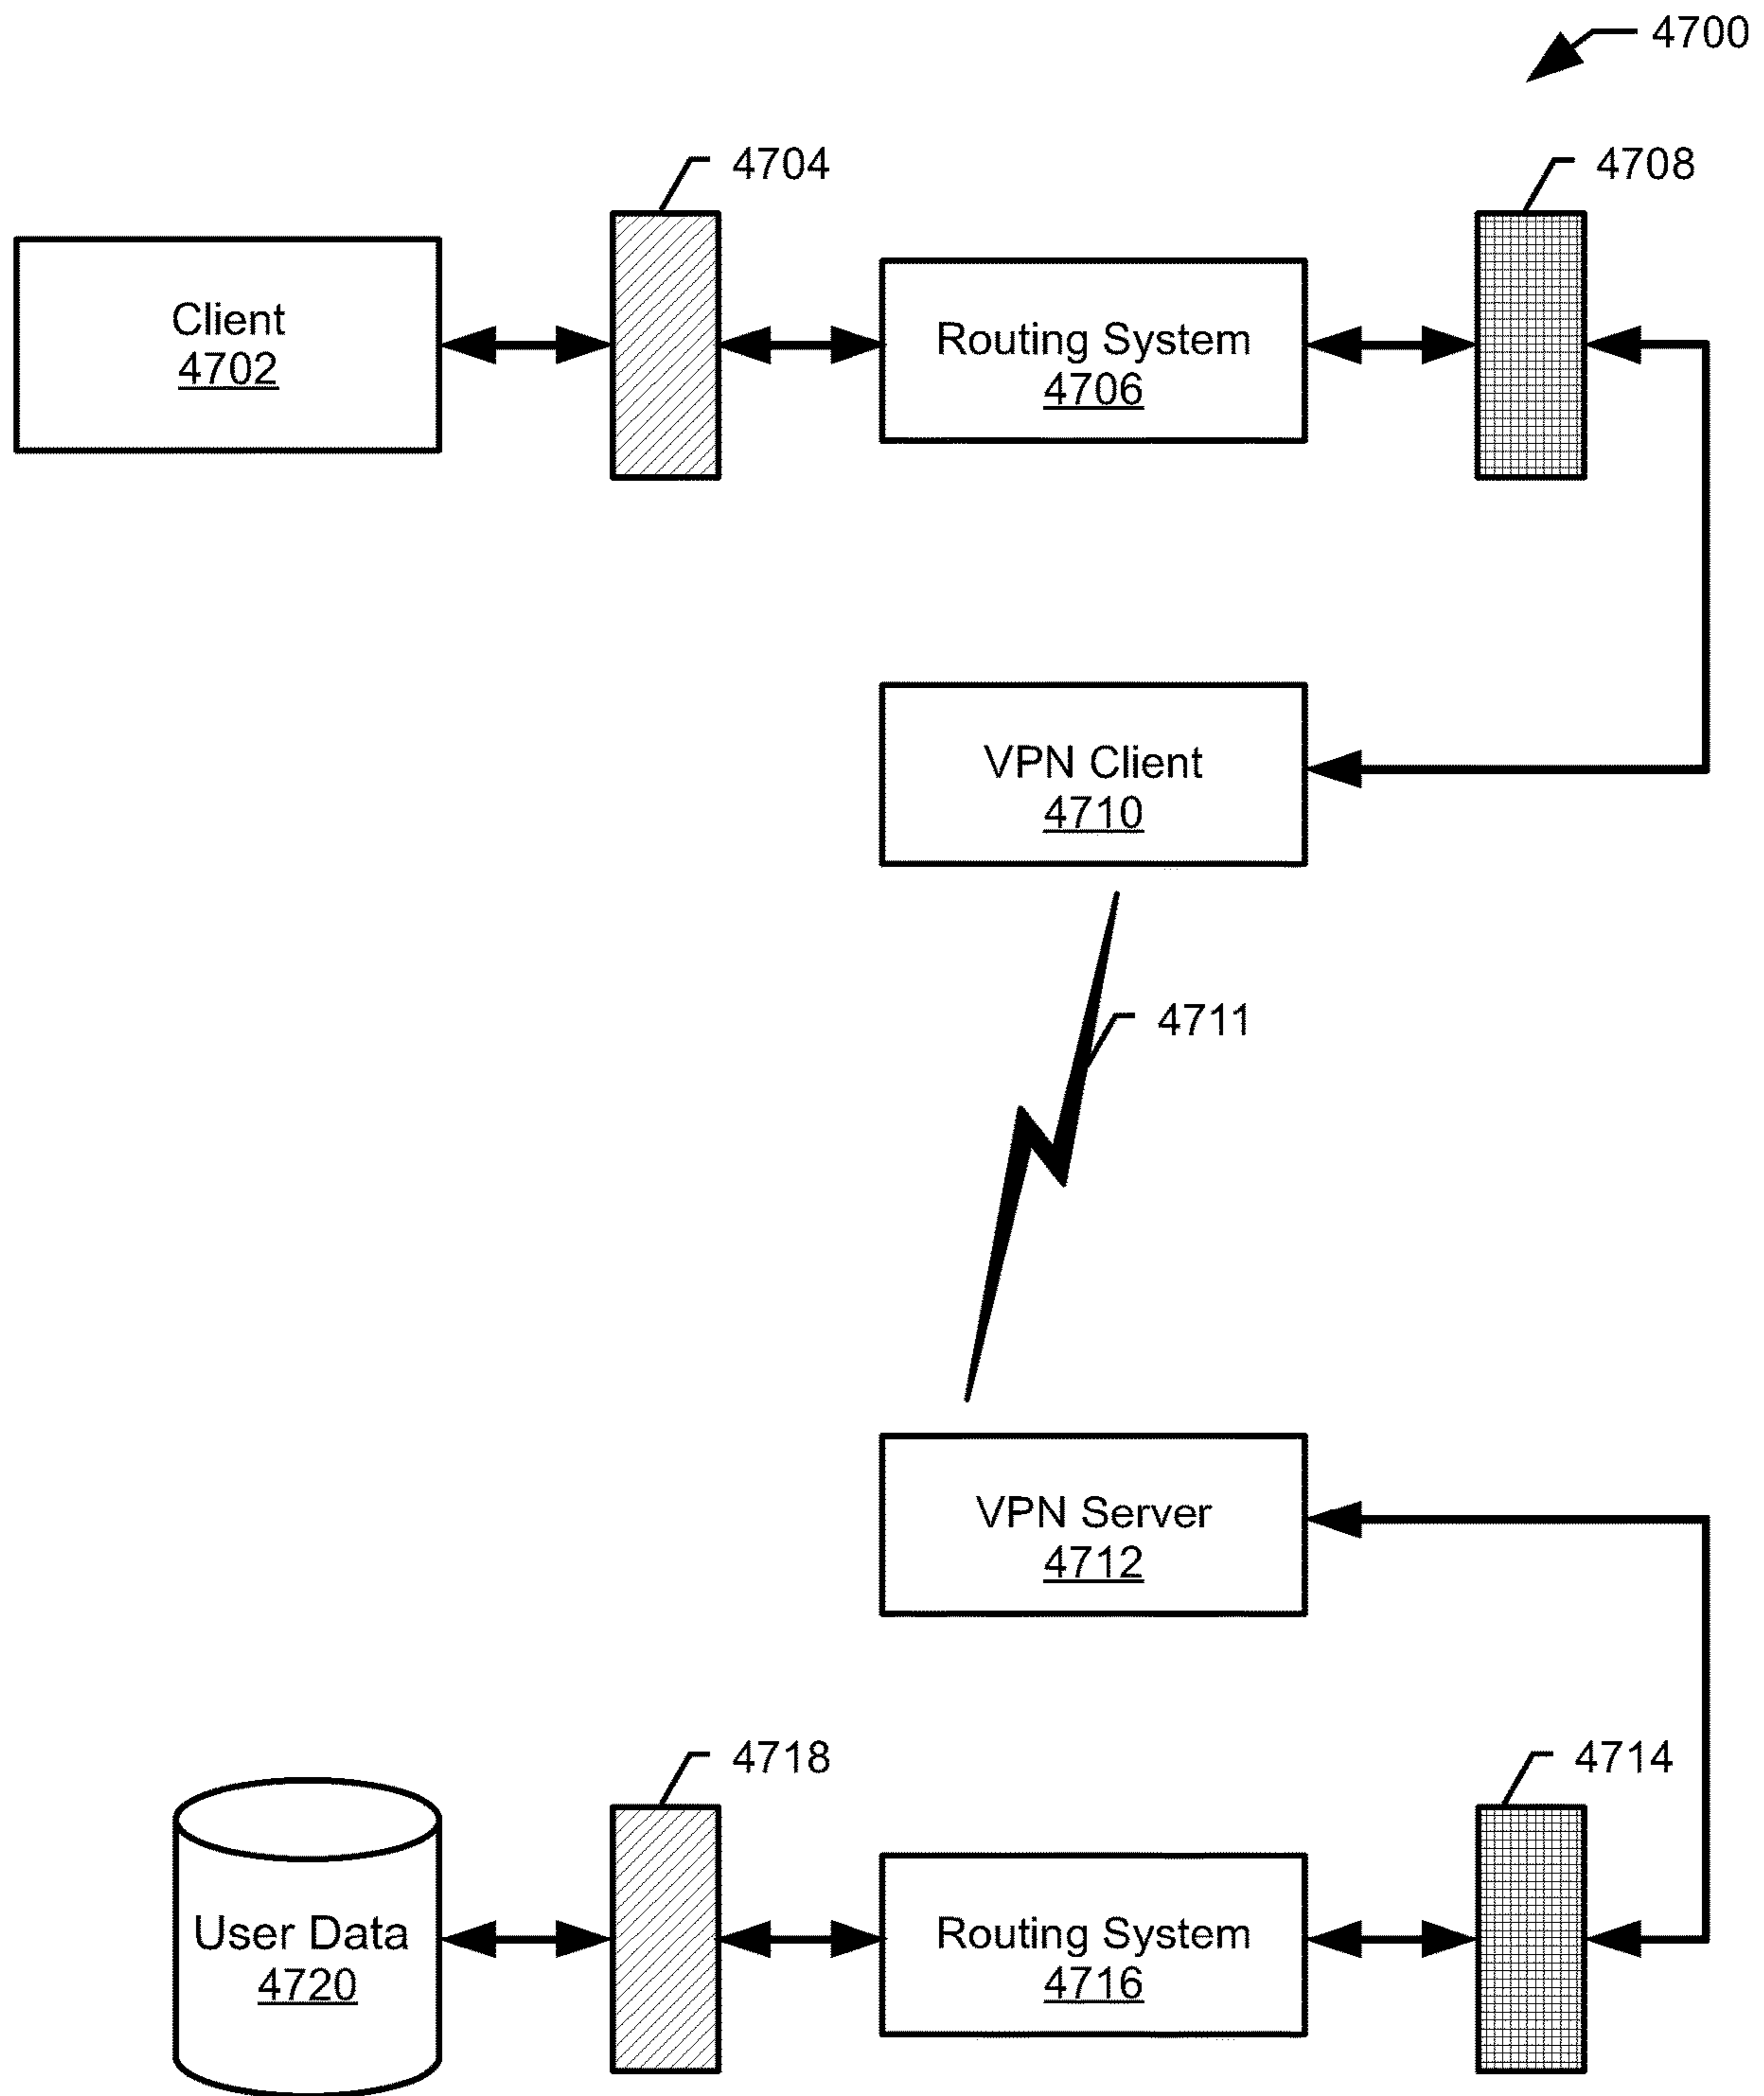 4700
4704
4708
Client
4702
Routing System
4706
VPN Client
4710
4711
VPN Server
4712
4718
4714
User Data
4720
Routing System
4716